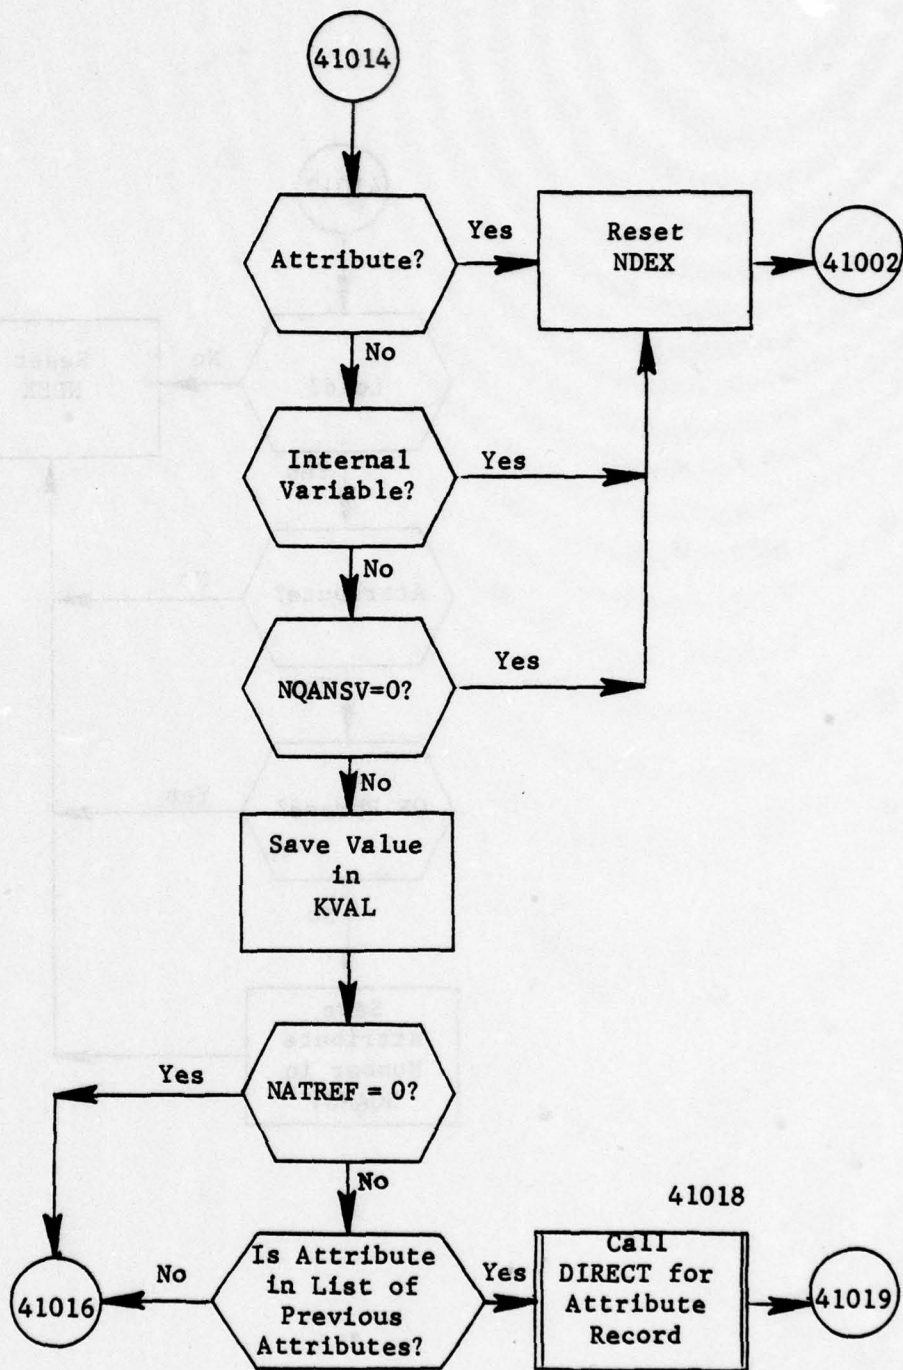 41014
Attribute?
Yes
Reset
NDEX
41002
No
Internal
Variable?
Yes
No
NQANSV=0?
Yes
No
Save Value
in
KVAL
NATREF = 0?
Yes
No
41018
Is Attribute
in List of
Previous
Attributes?
No
41016
Yes
Call
DIRECT for
Attribute
Record
41019